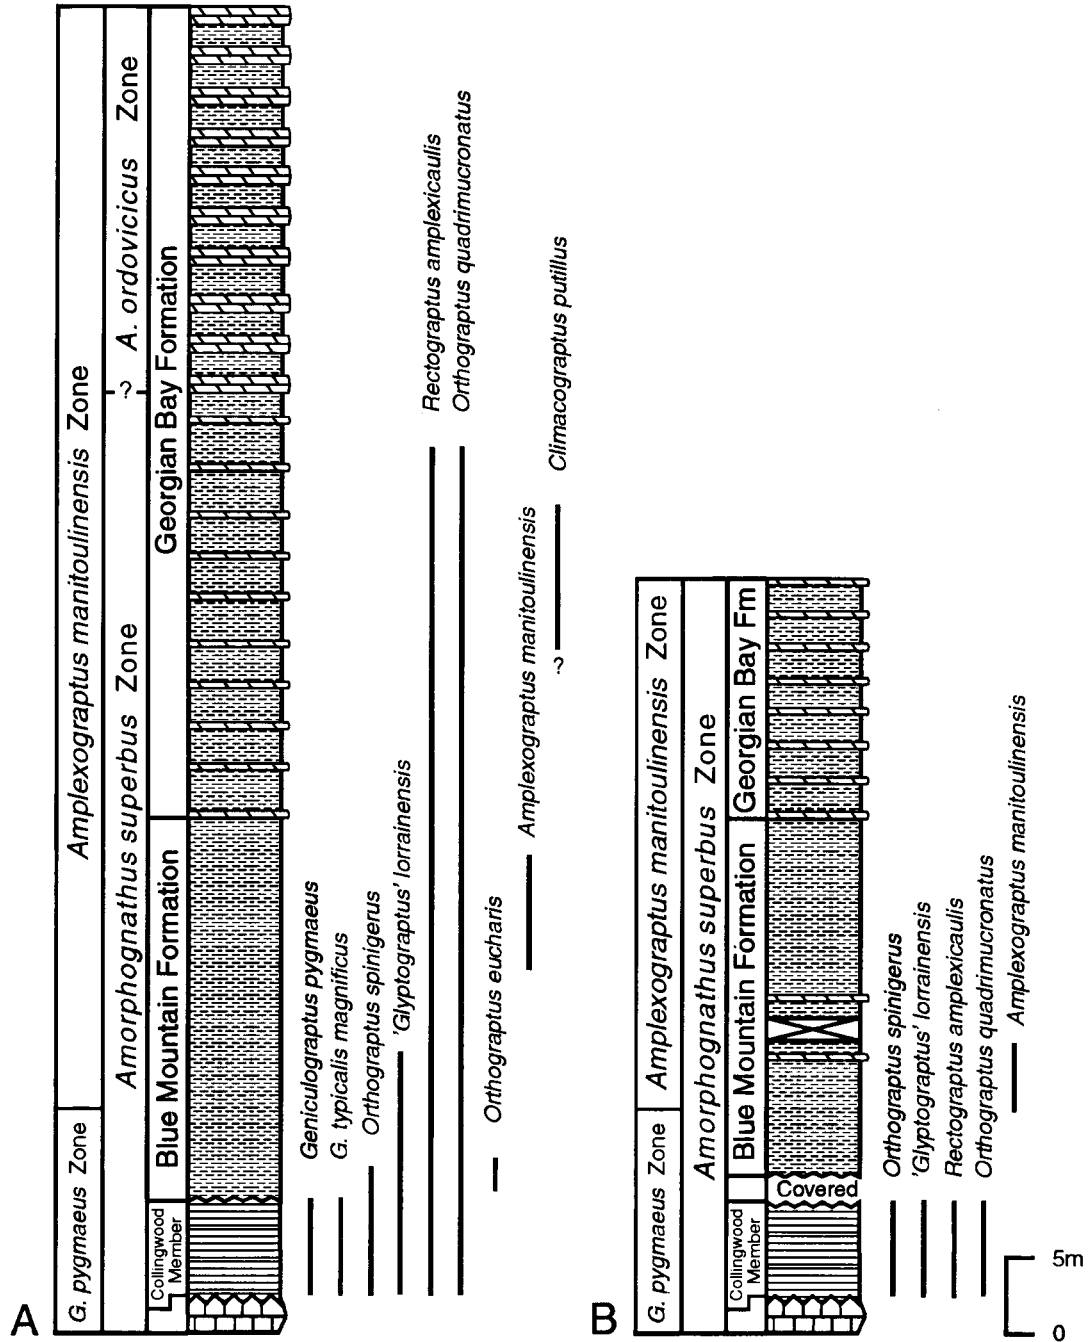 Amplexograptus manitoulinensis Zone
G. pygmaeus Zone
A. ordovicicus Zone
-?-
Amorphognathus superbus Zone
Georgian Bay Formation
Blue Mountain Formation
Collingwood
Member
Geniculograptus pygmaeus
G. typicalis magnificus
Orthograptus spinigerus
'Glyptograptus' lorrainensis
Rectograptus amplexicaulis
Orthograptus quadrimucronatus
Orthograptus eucharis
Amplexograptus manitoulinensis
Climacograptus putillus
?
A
Amplexograptus manitoulinensis Zone
G. pygmaeus Zone
Amorphognathus superbus Zone
Georgian Bay Fm
Blue Mountain Formation
Covered
Collingwood
Member
Orthograptus spinigerus
'Glyptograptus' lorrainensis
Rectograptus amplexicaulis
Orthograptus quadrimucronatus
Amplexograptus manitoulinensis
B
5m
0